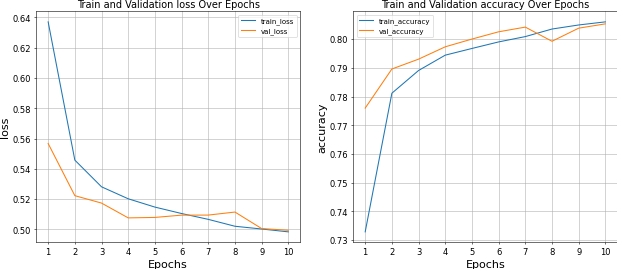 Train and Validation loss Over Epochs
train_loss
val_loss
0.64
0.62
0.60
0.58
0.56
0.54
0.52
0.50
loss
1 2 3 4 5 6 7 8 9 10
Epochs
Train and Validation accuracy Over Epochs
train_accuracy
val_accuracy
0.80
0.79
0.78
0.77
0.76
0.75
0.74
0.73
accuracy
1 2 3 4 5 6 7 8 9 10
Epochs